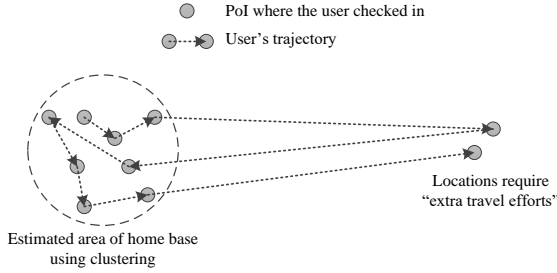 PoI where the user checked in
User's trajectory
Locations require
“extra travel efforts”
Estimated area of home base
using clustering